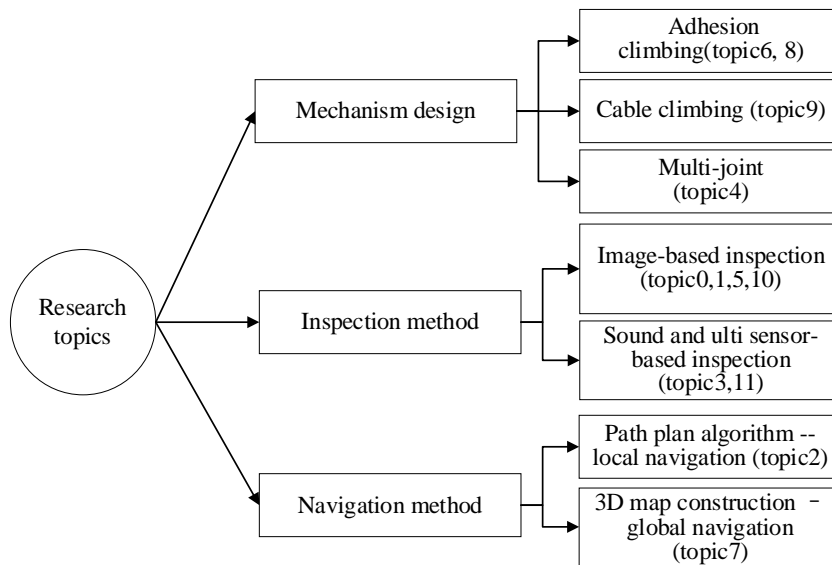 Research
topics
Mechanism design
Adhesion
climbing(topic6, 8)
Cable climbing (topic9)
Multi-joint
(topic4)
Inspection method
Image-based inspection
(topic0,1,5,10)
Sound and ulti sensor-
based inspection
(topic3,11)
Navigation method
Path plan algorithm --
local navigation (topic2)
3D map construction -
global navigation
(topic7)